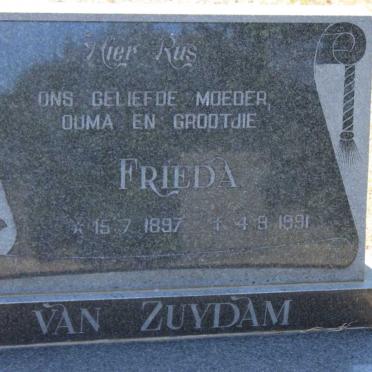 Hier Rus
ONS GELIEFDE MOEDER,
OUMA EN GROOTJIE
FRIEDA
* 15.7.1897 † 4.9.1991
VAN ZUYDAM